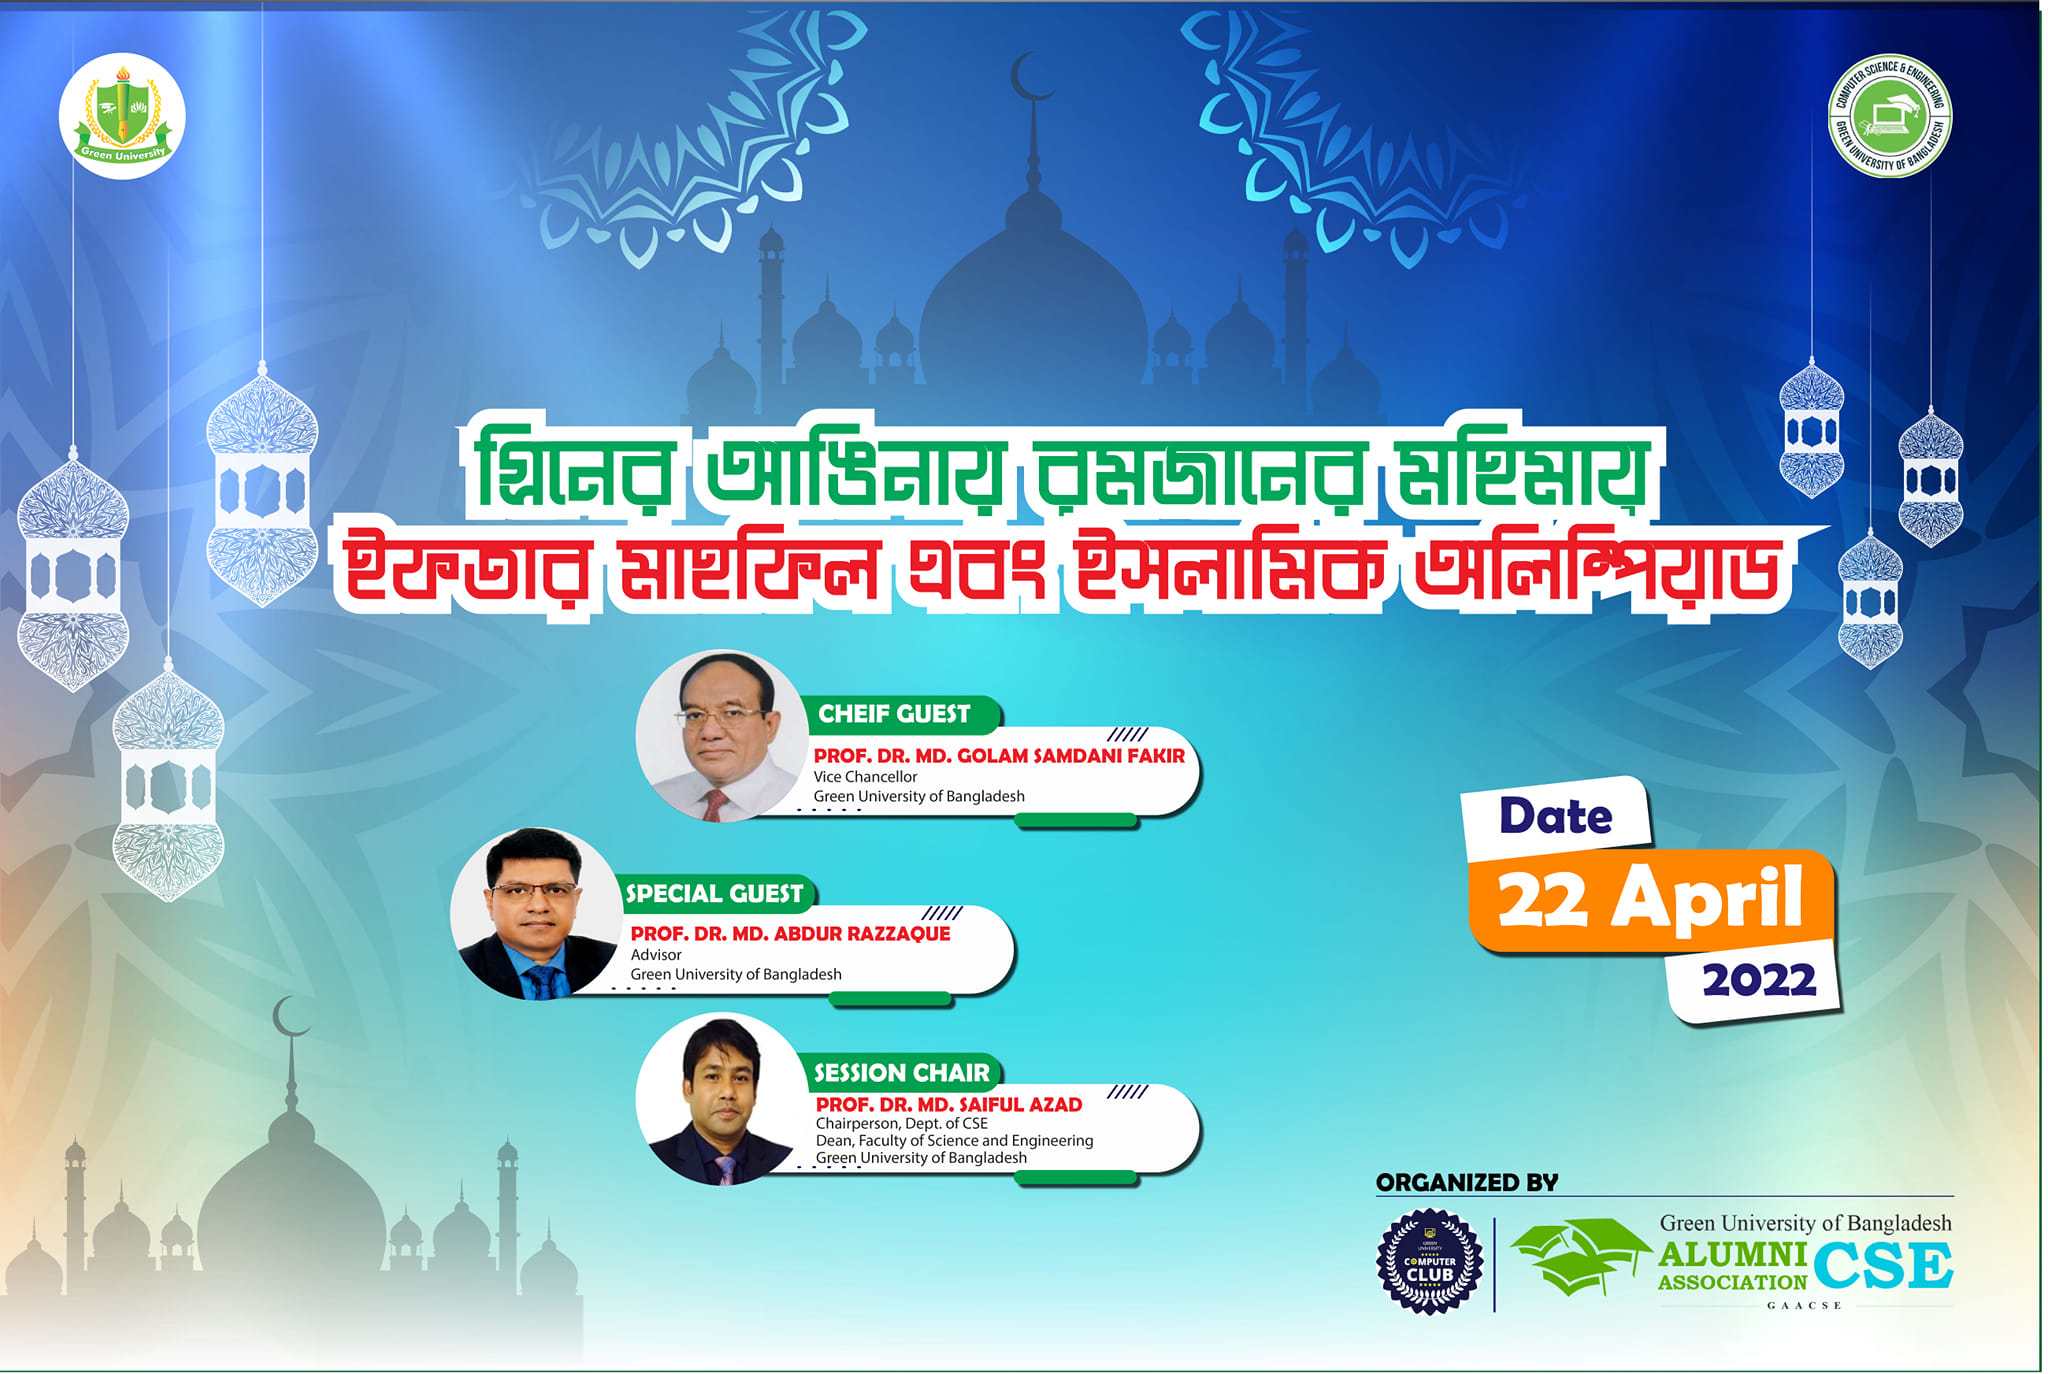 Green University
COMPUTER SCIENCE & ENGINEERING
GREEN UNIVERSITY OF BANGLADESH
গ্রিনের আঙিনায় রমজানের মহিমায়
ইফতার মাহফিল এবং ইসলামিক অলিম্পিয়াড
CHEIF GUEST
PROF. DR. MD. GOLAM SAMDANI FAKIR
Vice Chancellor
Green University of Bangladesh
SPECIAL GUEST
PROF. DR. MD. ABDUR RAZZAQUE
Advisor
Green University of Bangladesh
SESSION CHAIR
PROF. DR. MD. SAIFUL AZAD
Chairperson, Dept. of CSE
Dean, Faculty of Science and Engineering
Green University of Bangladesh
Date
22 April
2022
ORGANIZED BY
GREEN
UNIVERSITY
COMPUTER
CLUB
Green University of Bangladesh
ALUMNI
ASSOCIATION
CSE
GAACSE